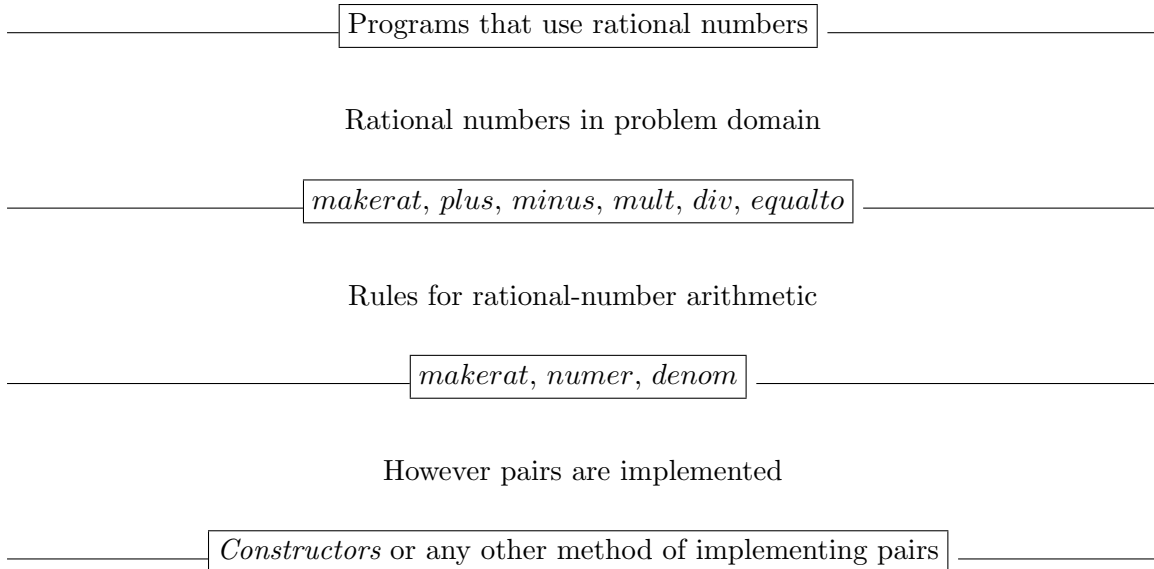 Programs that use rational numbers
Rational numbers in problem domain
makerat, plus, minus, mult, div, equalto
Rules for rational-number arithmetic
makerat, numer, denom
However pairs are implemented
Constructors or any other method of implementing pairs